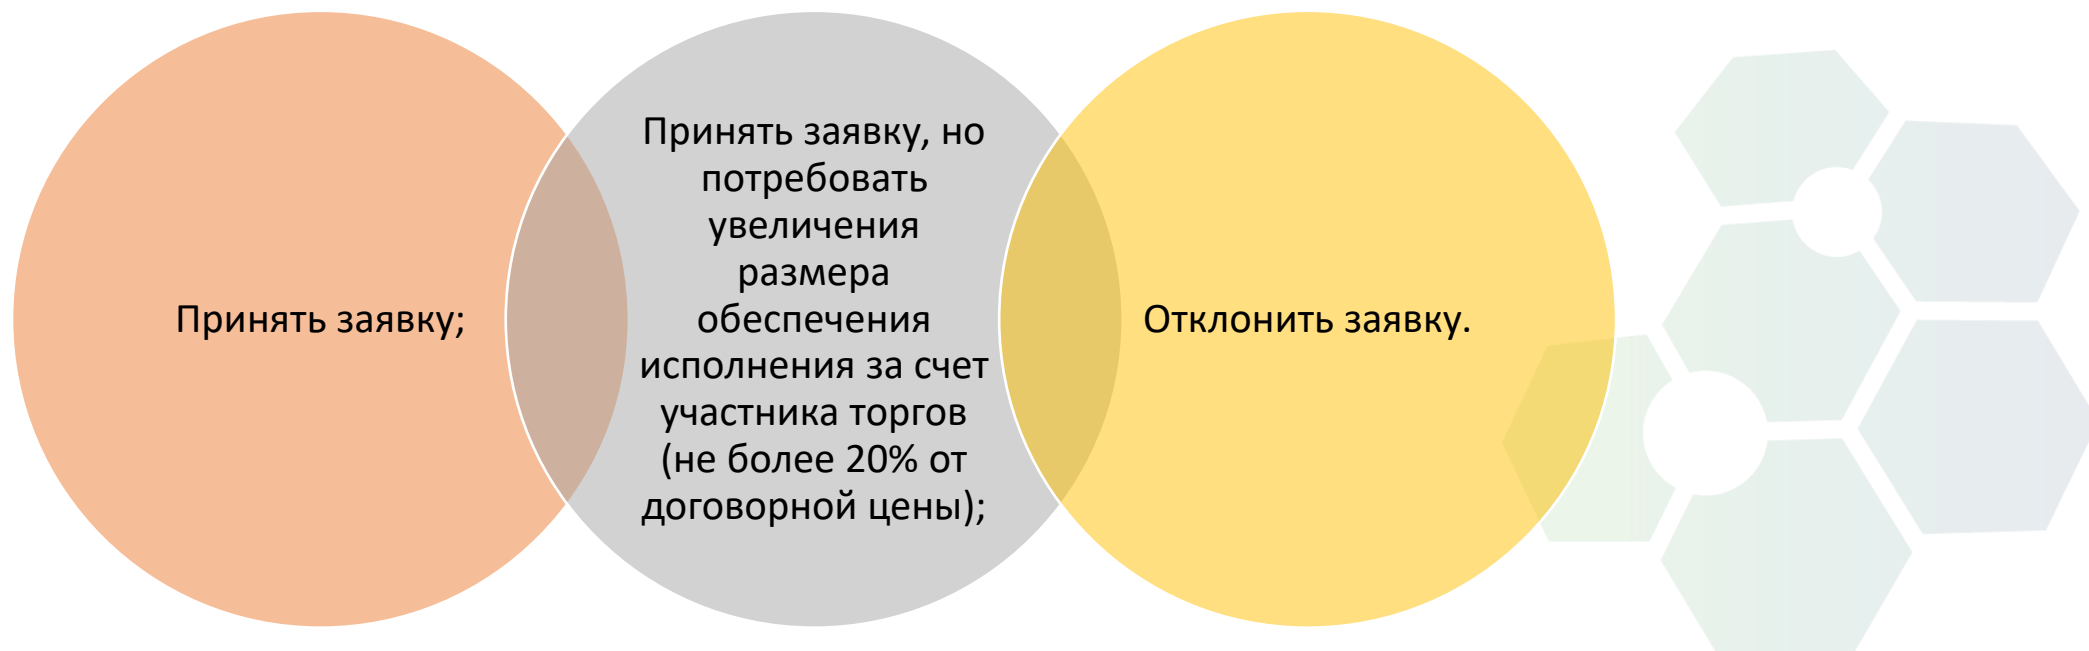 Принять заявку;
Принять заявку, но
потребовать
увеличения
размера
обеспечения
исполнения за счет
участника торгов
(не более 20% от
договорной цены);
Отклонить заявку.